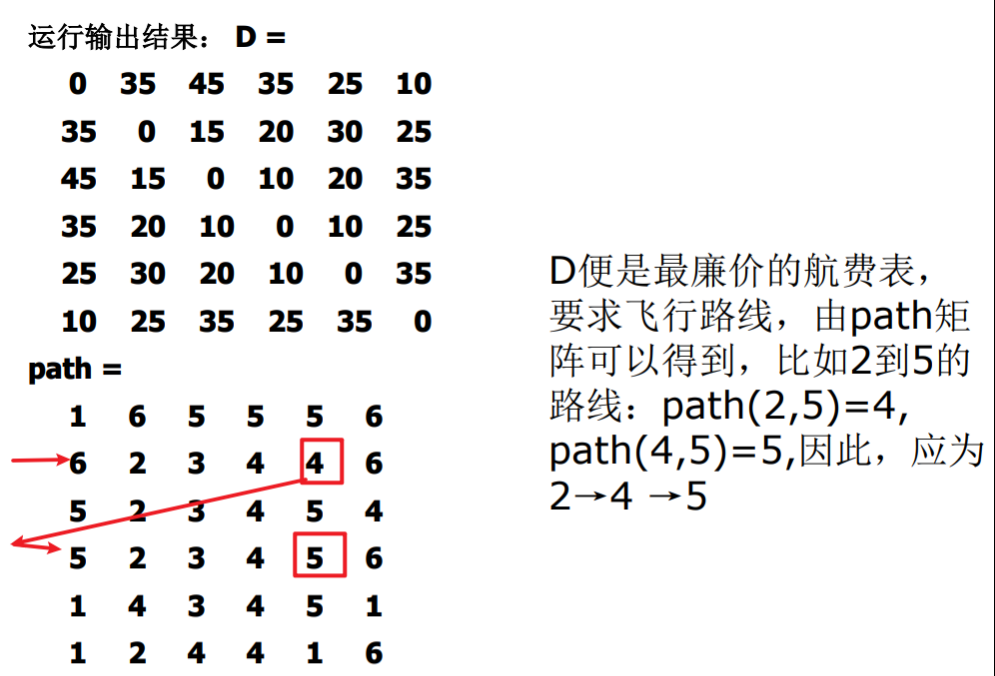 运行输出结果： D =
0 35 45 35 25 10
35 0 15 20 30 25
45 15 0 10 20 35
35 20 10 0 10 25
25 30 20 10 0 35
10 25 35 25 35 0
path =
1 6 5 5 5 6
6 2 3 4 4 6
5 2 3 4 5 4
5 2 3 4 5 6
1 4 3 4 5 1
1 2 4 4 1 6
D便是最廉价的航费表，
要求飞行路线，由path矩
阵可以得到，比如2到5的
路线：path(2,5)=4,
path(4,5)=5,因此，应为
2→4 →5